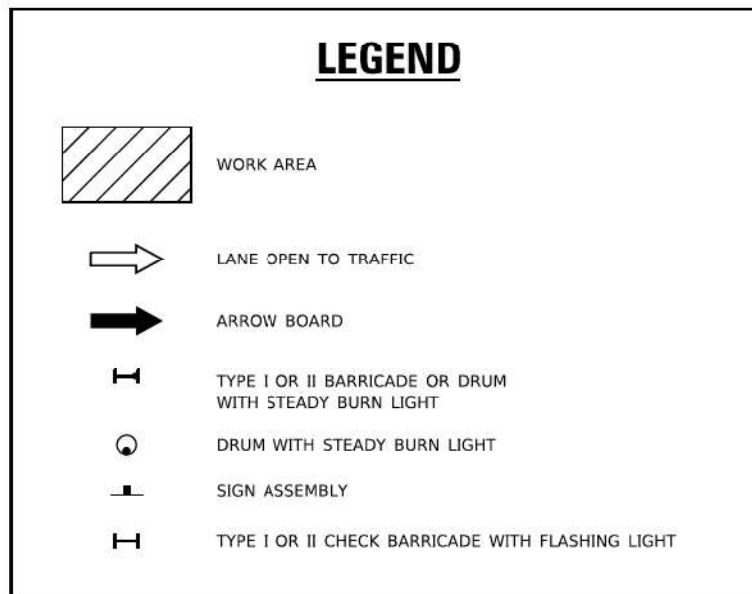 LEGEND
WORK AREA
LANE OPEN TO TRAFFIC
ARROW BOARD
TYPE I OR II BARRICADE OR DRUM
WITH STEADY BURN LIGHT
DRUM WITH STEADY BURN LIGHT
SIGN ASSEMBLY
TYPE I OR II CHECK BARRICADE WITH FLASHING LIGHT